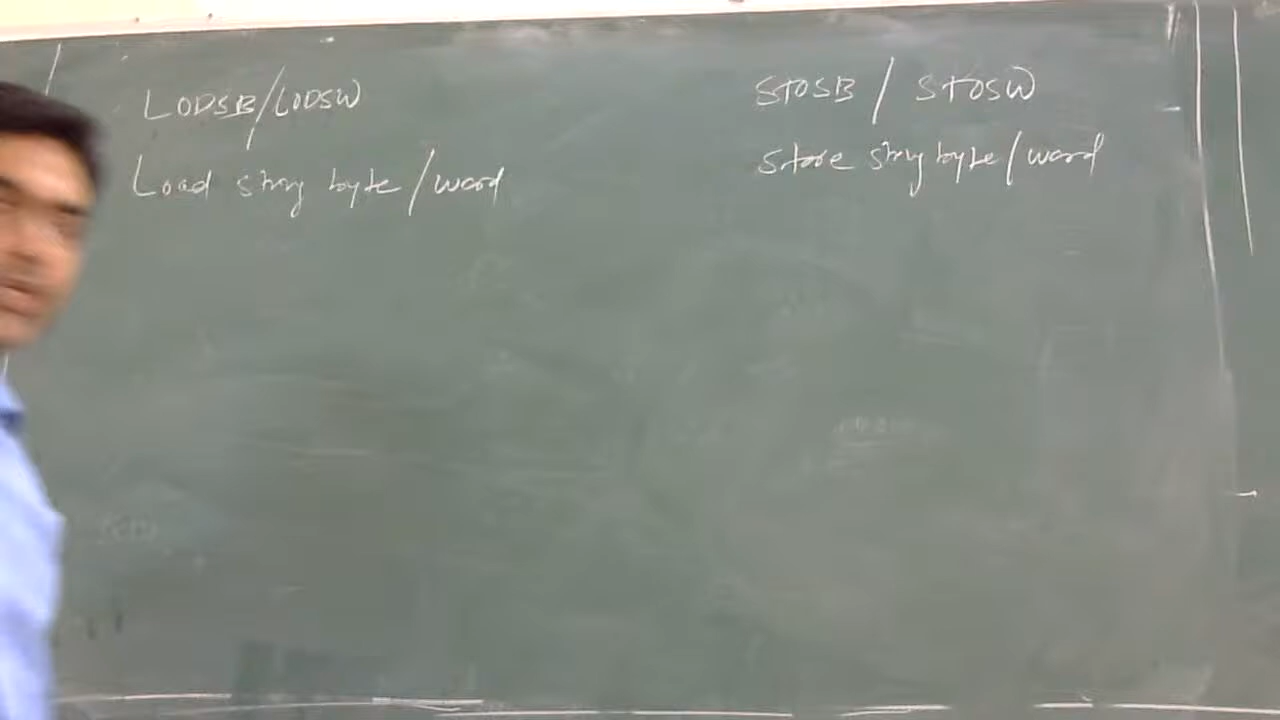 LODSB/LODSW
Load string byte/word
STOSB / STOSW
Store string byte/word